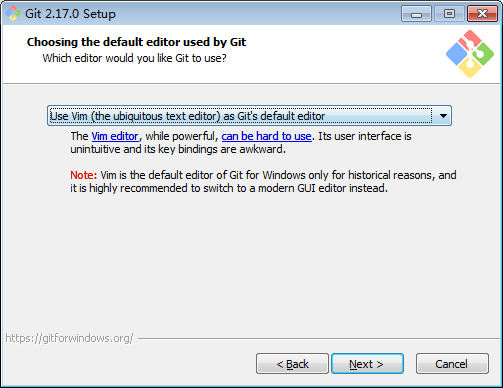 Git 2.17.0 Setup
Choosing the default editor used by Git
Which editor would you like Git to use?
Use Vim (the ubiquitous text editor) as Git's default editor
The Vim editor, while powerful, can be hard to use. Its user interface is
unintuitive and its key bindings are awkward.
Note: Vim is the default editor of Git for Windows only for historical reasons, and
it is highly recommended to switch to a modern GUI editor instead.
https://gitforwindows.org/
< Back
Next >
Cancel